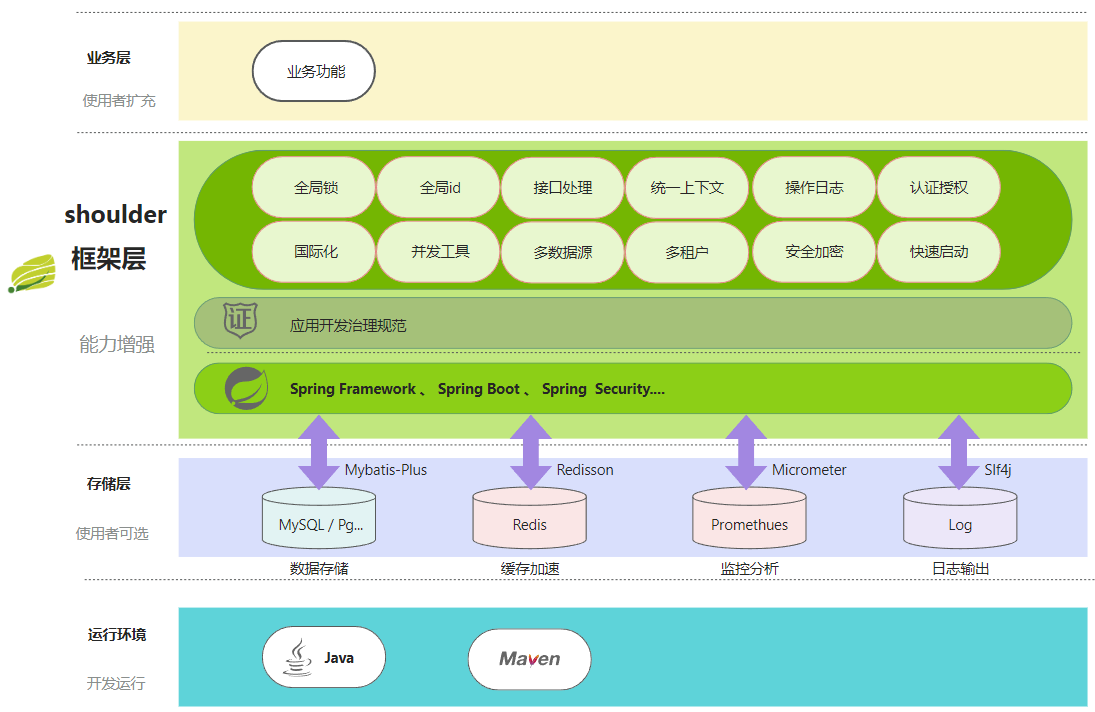 业务层
使用者扩充
业务功能
shoulder
框架层
能力增强
全局锁
全局id
接口处理
统一上下文
操作日志
认证授权
国际化
并发工具
多数据源
多租户
安全加密
快速启动
证
应用开发治理规范
Spring Framework 、 Spring Boot 、 Spring Security....
存储层
使用者可选
Mybatis-Plus
Redisson
Micrometer
Slf4j
MySQL / Pg...
Redis
Promethues
Log
数据存储
缓存加速
监控分析
日志输出
运行环境
开发运行
Java
Maven